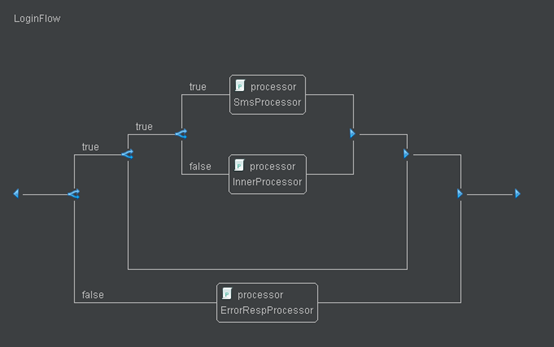 LoginFlow
true
processor
SmsProcessor
true
true
false
processor
InnerProcessor
false
processor
ErrorRespProcessor